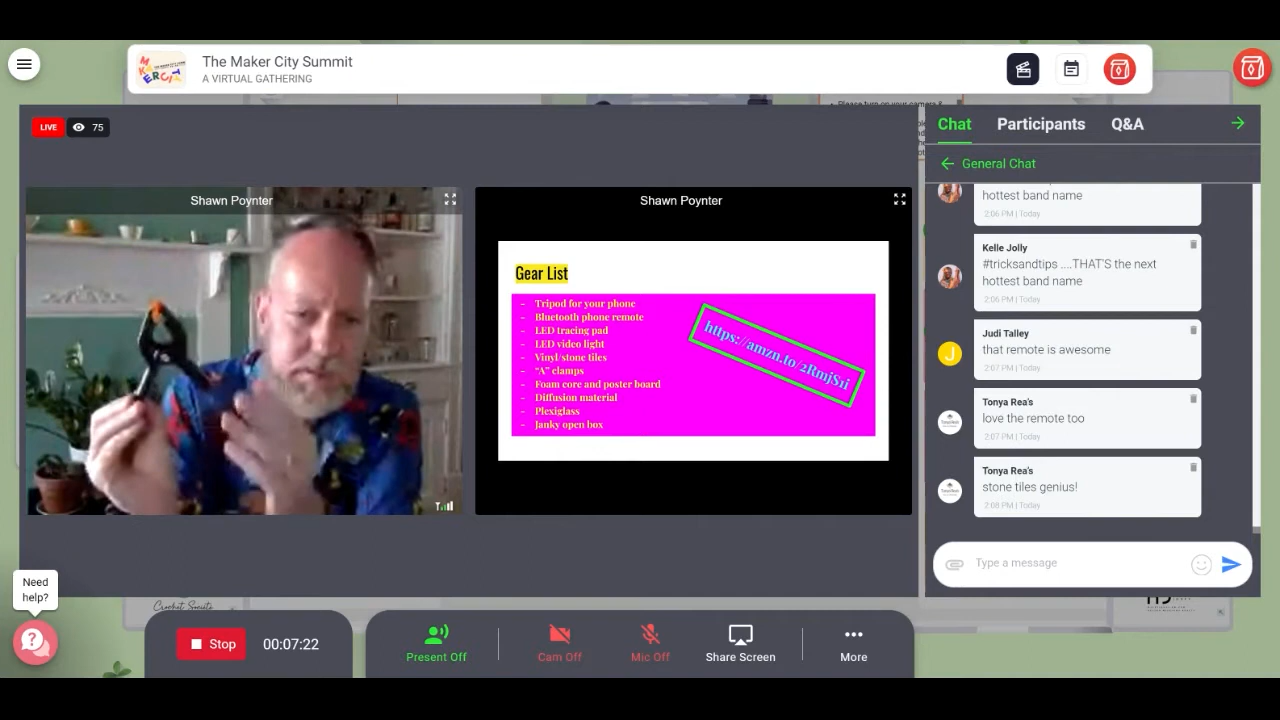 The Maker City Summit
A VIRTUAL GATHERING
LIVE
75
Shawn Poynter
Shawn Poynter
Gear List
- Tripod for your phone
- Bluetooth phone remote
- LED tracing pad
- LED video light
- Vinyl/stone tiles
- “A” clamps
- Foam core and poster board
- Diffusion material
- Plexiglass
- Janky open box
https://amzn.to/2RmjS1i
Chat
Participants
Q&A
General Chat
hottest band name
2:06 PM | Today
Kelle Jolly
#tricksandtips ....THAT'S the next
hottest band name
2:06 PM | Today
Judi Talley
that remote is awesome
2:07 PM | Today
J
Tonya Rea's
love the remote too
2:07 PM | Today
Tonya Rea's
stone tiles genius!
2:08 PM | Today
Type a message
Need
help?
Crochet Society
Stop
00:07:22
Present Off
Cam Off
Mic Off
Share Screen
More